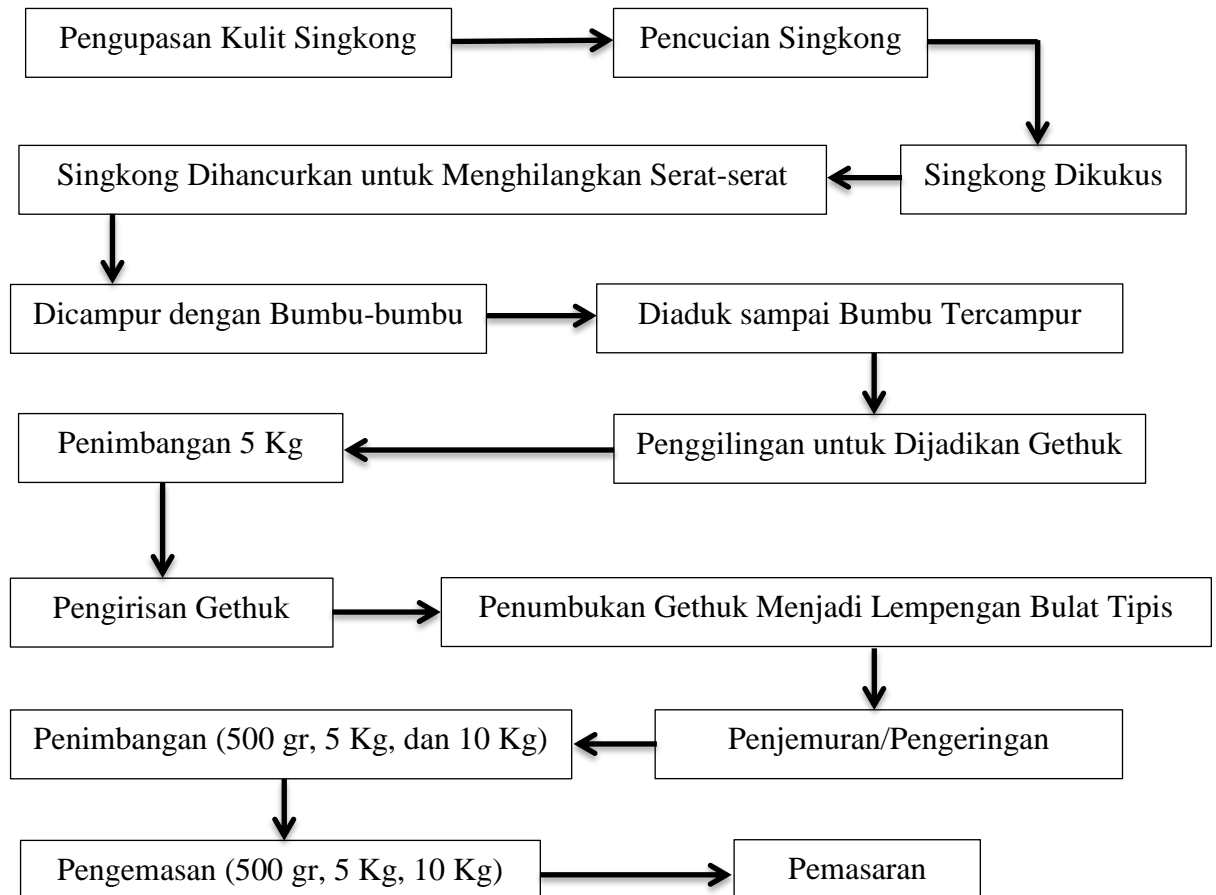 Pengupasan Kulit Singkong
Pencucian Singkong
Singkong Dikukus
Singkong Dihancurkan untuk Menghilangkan Serat-serat
Dicampur dengan Bumbu-bumbu
Diaduk sampai Bumbu Tercampur
Penggilingan untuk Dijadikan Gethuk
Penimbangan 5 Kg
Pengirisan Gethuk
Penumbukan Gethuk Menjadi Lempengan Bulat Tipis
Penjemuran/Pengeringan
Penimbangan (500 gr, 5 Kg, dan 10 Kg)
Pengemasan (500 gr, 5 Kg, 10 Kg)
Pemasaran